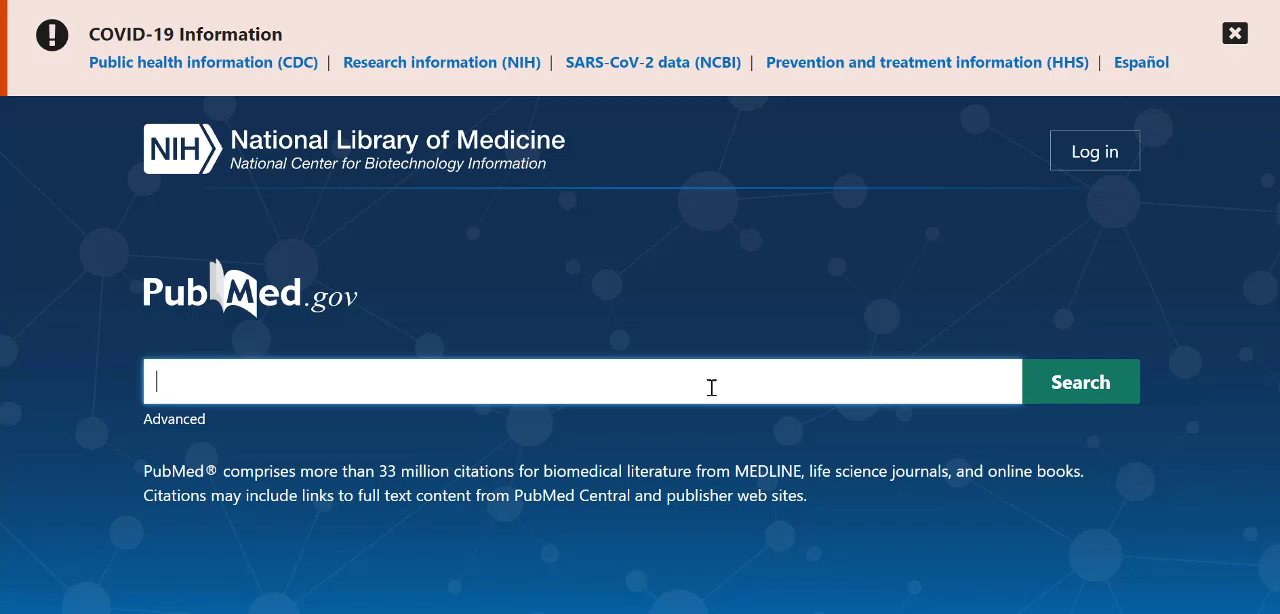 COVID-19 Information
Public health information (CDC) | Research information (NIH) | SARS-CoV-2 data (NCBI) | Prevention and treatment information (HHS) | Español
NIH National Library of Medicine
National Center for Biotechnology Information
Log in
PubMed.gov
Search
Advanced
PubMed® comprises more than 33 million citations for biomedical literature from MEDLINE, life science journals, and online books.
Citations may include links to full text content from PubMed Central and publisher web sites.